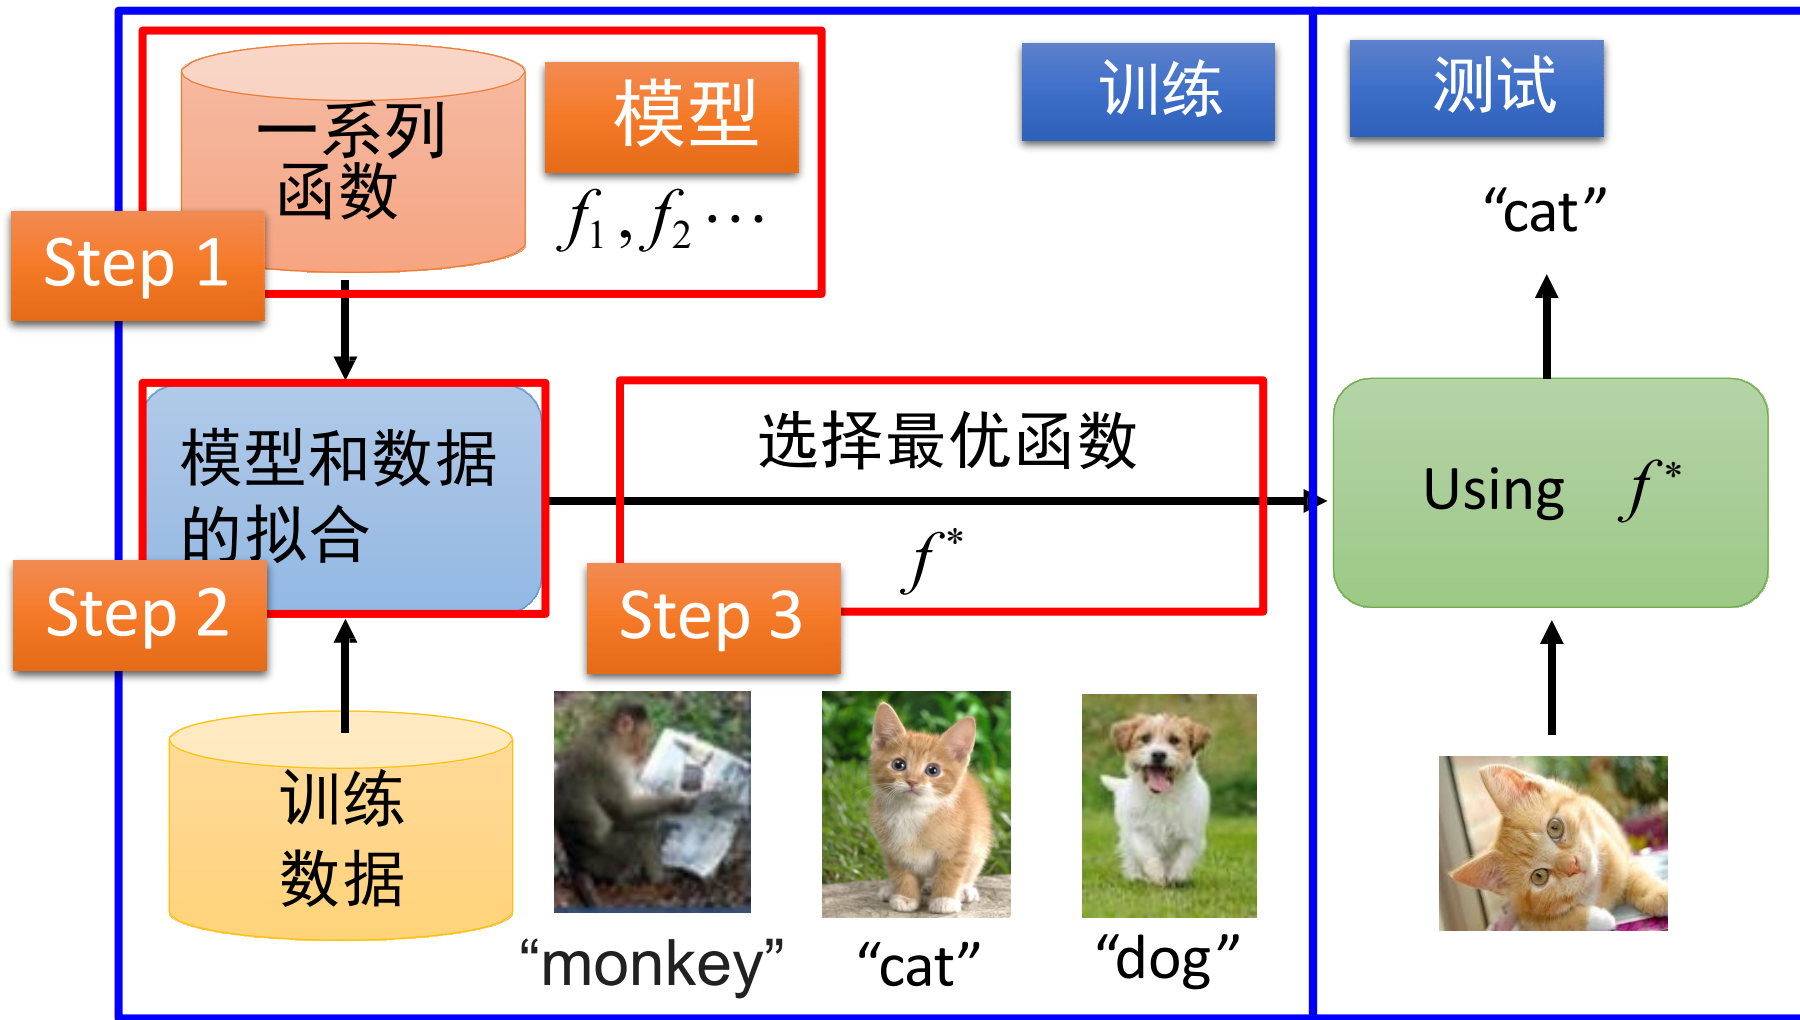 一系列
函数
模型
f₁, f₂ ⋯
训练
测试
Step 1
“cat”
模型和数据
的拟合
选择最优函数
f*
Using f*
Step 2
Step 3
训练
数据
“monkey”
“cat”
“dog”